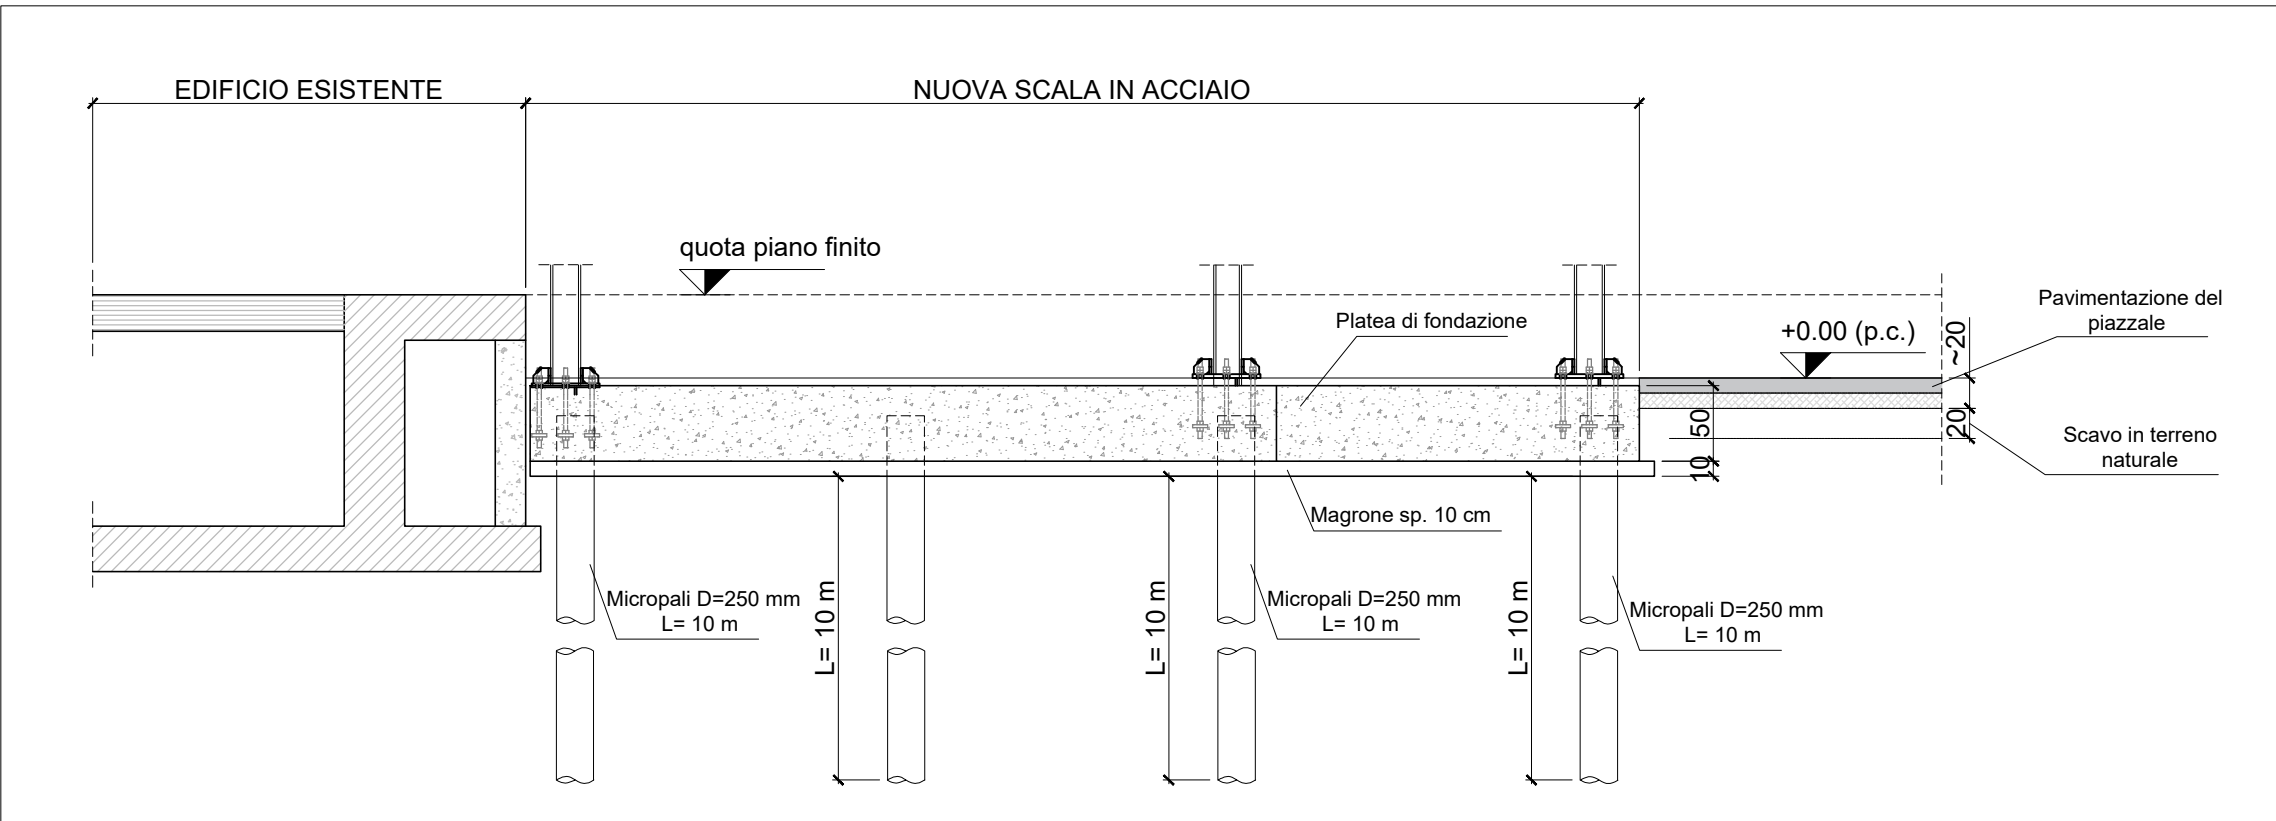 EDIFICIO ESISTENTE
NUOVA SCALA IN ACCIAIO
quota piano finito
Platea di fondazione
+0.00 (p.c.)
Pavimentazione del
piazzale
~20
50
20
10
Scavo in terreno
naturale
Magrone sp. 10 cm
Micropali D=250 mm
L= 10 m
L= 10 m
L= 10 m
Micropali D=250 mm
L= 10 m
L= 10 m
Micropali D=250 mm
L= 10 m